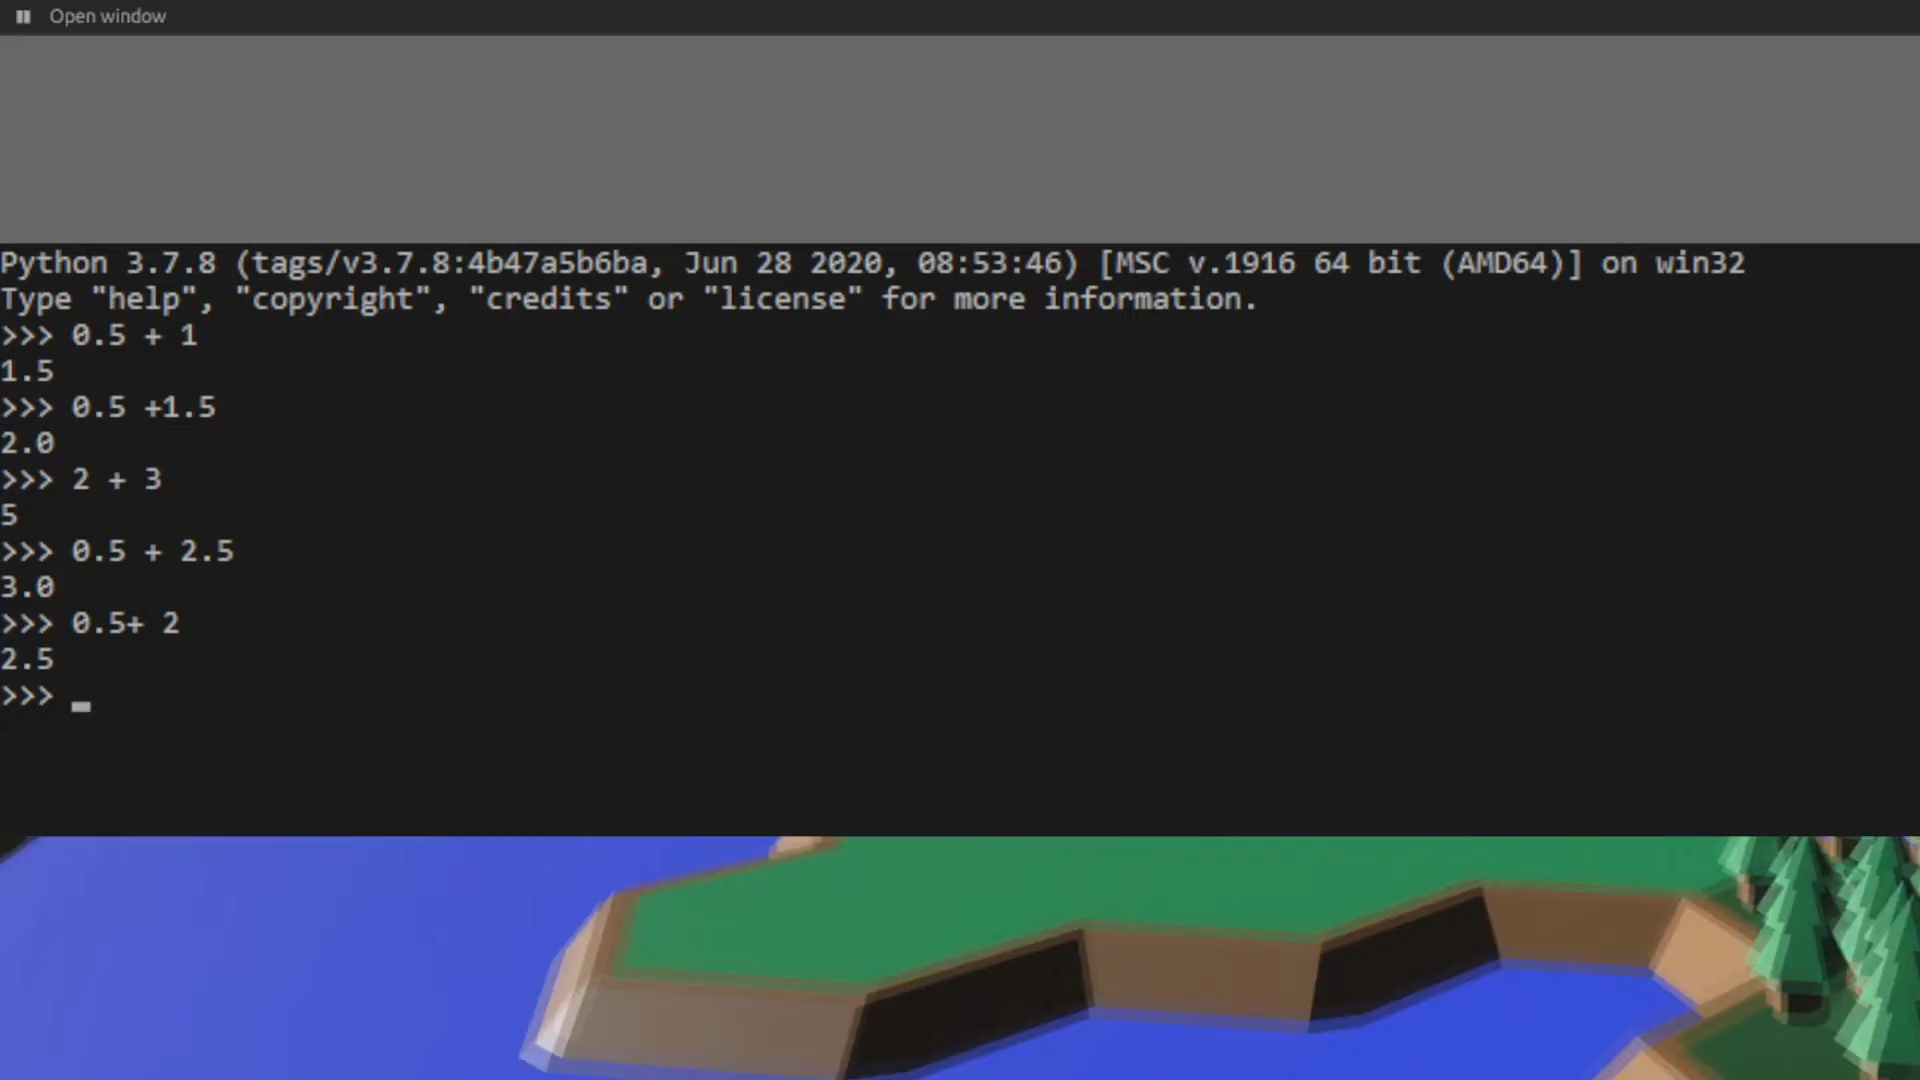 Open window
Python 3.7.8 (tags/v3.7.8:4b47a5b6ba, Jun 28 2020, 08:53:46) [MSC v.1916 64 bit (AMD64)] on win32
Type "help", "copyright", "credits" or "license" for more information.
>>> 0.5 + 1
1.5
>>> 0.5 +1.5
2.0
>>> 2 + 3
5
>>> 0.5 + 2.5
3.0
>>> 0.5+ 2
2.5
>>> _